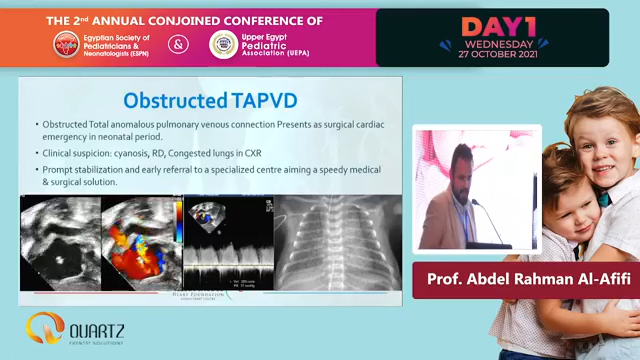 THE 2nd ANNUAL CONJOINED CONFERENCE OF
Egyptian Society of
Pediatricians &
Neonatologists (ESPN)
&
Upper Egypt
Pediatric
Association (UEPA)
DAY1
WEDNESDAY
27 OCTOBER 2021
Obstructed TAPVD
• Obstructed Total anomalous pulmonary venous connection Presents as surgical cardiac
emergency in neonatal period.
• Clinical suspicion: cyanosis, RD, Congested lungs in CXR
• Prompt stabilization and early referral to a specialized centre aiming a speedy medical
& surgical solution.
HEART FOUNDATION
Prof. Abdel Rahman Al-Afifi
QUARTZ